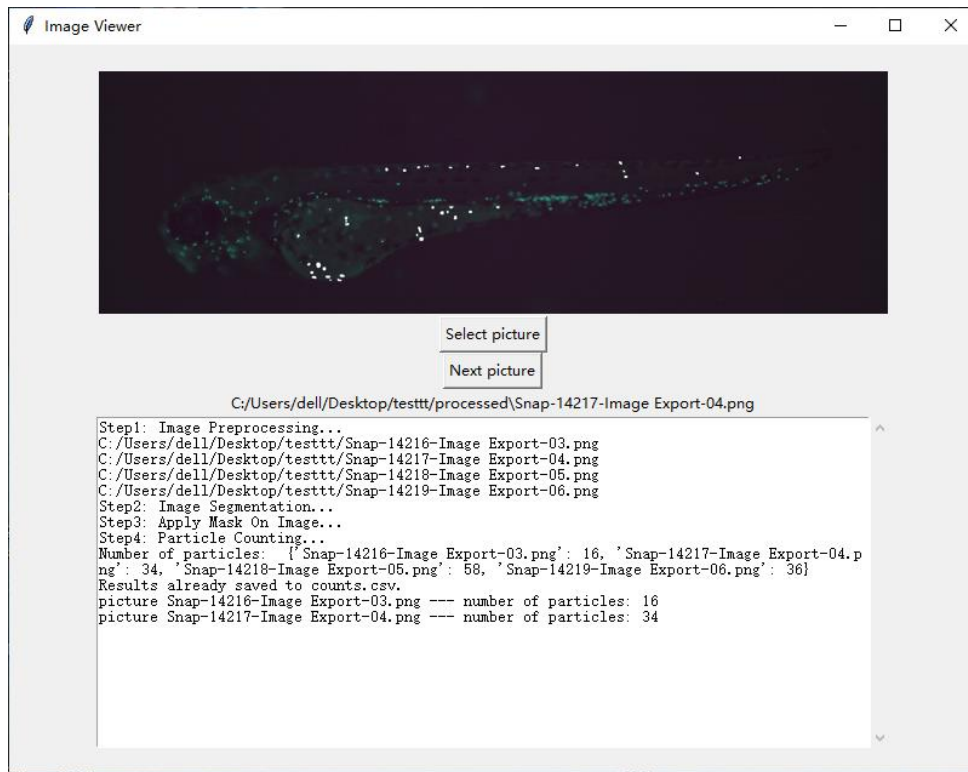 Image Viewer
Select picture
Next picture
C:/Users/dell/Desktop/testtt/processed\Snap-14217-Image Export-04.png
Step1: Image Preprocessing...
C:/Users/dell/Desktop/testtt/Snap-14216-Image Export-03.png
C:/Users/dell/Desktop/testtt/Snap-14217-Image Export-04.png
C:/Users/dell/Desktop/testtt/Snap-14218-Image Export-05.png
C:/Users/dell/Desktop/testtt/Snap-14219-Image Export-06.png
Step2: Image Segmentation...
Step3: Apply Mask On Image...
Step4: Particle Counting...
Number of particles:  {'Snap-14216-Image Export-03.png': 16, 'Snap-14217-Image Export-04.p
ng': 34, 'Snap-14218-Image Export-05.png': 58, 'Snap-14219-Image Export-06.png': 36}
Results already saved to counts.csv.
picture Snap-14216-Image Export-03.png --- number of particles: 16
picture Snap-14217-Image Export-04.png --- number of particles: 34